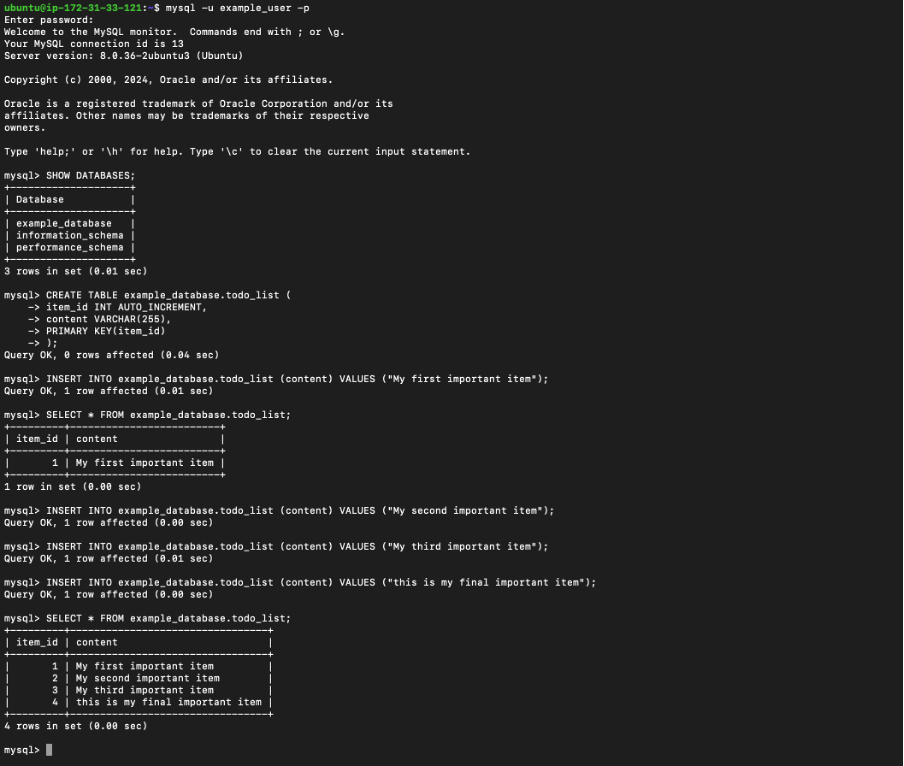 ubuntu@ip-172-31-33-121:~$ mysql -u example_user -p
Enter password:
Welcome to the MySQL monitor.  Commands end with ; or \g.
Your MySQL connection id is 13
Server version: 8.0.36-2ubuntu3 (Ubuntu)

Copyright (c) 2000, 2024, Oracle and/or its affiliates.

Oracle is a registered trademark of Oracle Corporation and/or its
affiliates. Other names may be trademarks of their respective
owners.

Type 'help;' or '\h' for help. Type '\c' to clear the current input statement.

mysql> SHOW DATABASES;
+--------------------+
| Database           |
+--------------------+
| example_database   |
| information_schema |
| performance_schema |
+--------------------+
3 rows in set (0.01 sec)

mysql> CREATE TABLE example_database.todo_list (
    -> item_id INT AUTO_INCREMENT,
    -> content VARCHAR(255),
    -> PRIMARY KEY(item_id)
    -> );
Query OK, 0 rows affected (0.04 sec)

mysql> INSERT INTO example_database.todo_list (content) VALUES ("My first important item");
Query OK, 1 row affected (0.01 sec)

mysql> SELECT * FROM example_database.todo_list;
+---------+-------------------------+
| item_id | content                 |
+---------+-------------------------+
|       1 | My first important item |
+---------+-------------------------+
1 row in set (0.00 sec)

mysql> INSERT INTO example_database.todo_list (content) VALUES ("My second important item");
Query OK, 1 row affected (0.00 sec)

mysql> INSERT INTO example_database.todo_list (content) VALUES ("My third important item");
Query OK, 1 row affected (0.01 sec)

mysql> INSERT INTO example_database.todo_list (content) VALUES ("this is my final important item");
Query OK, 1 row affected (0.00 sec)

mysql> SELECT * FROM example_database.todo_list;
+---------+---------------------------------+
| item_id | content                         |
+---------+---------------------------------+
|       1 | My first important item         |
|       2 | My second important item        |
|       3 | My third important item         |
|       4 | this is my final important item |
+---------+---------------------------------+
4 rows in set (0.00 sec)

mysql>